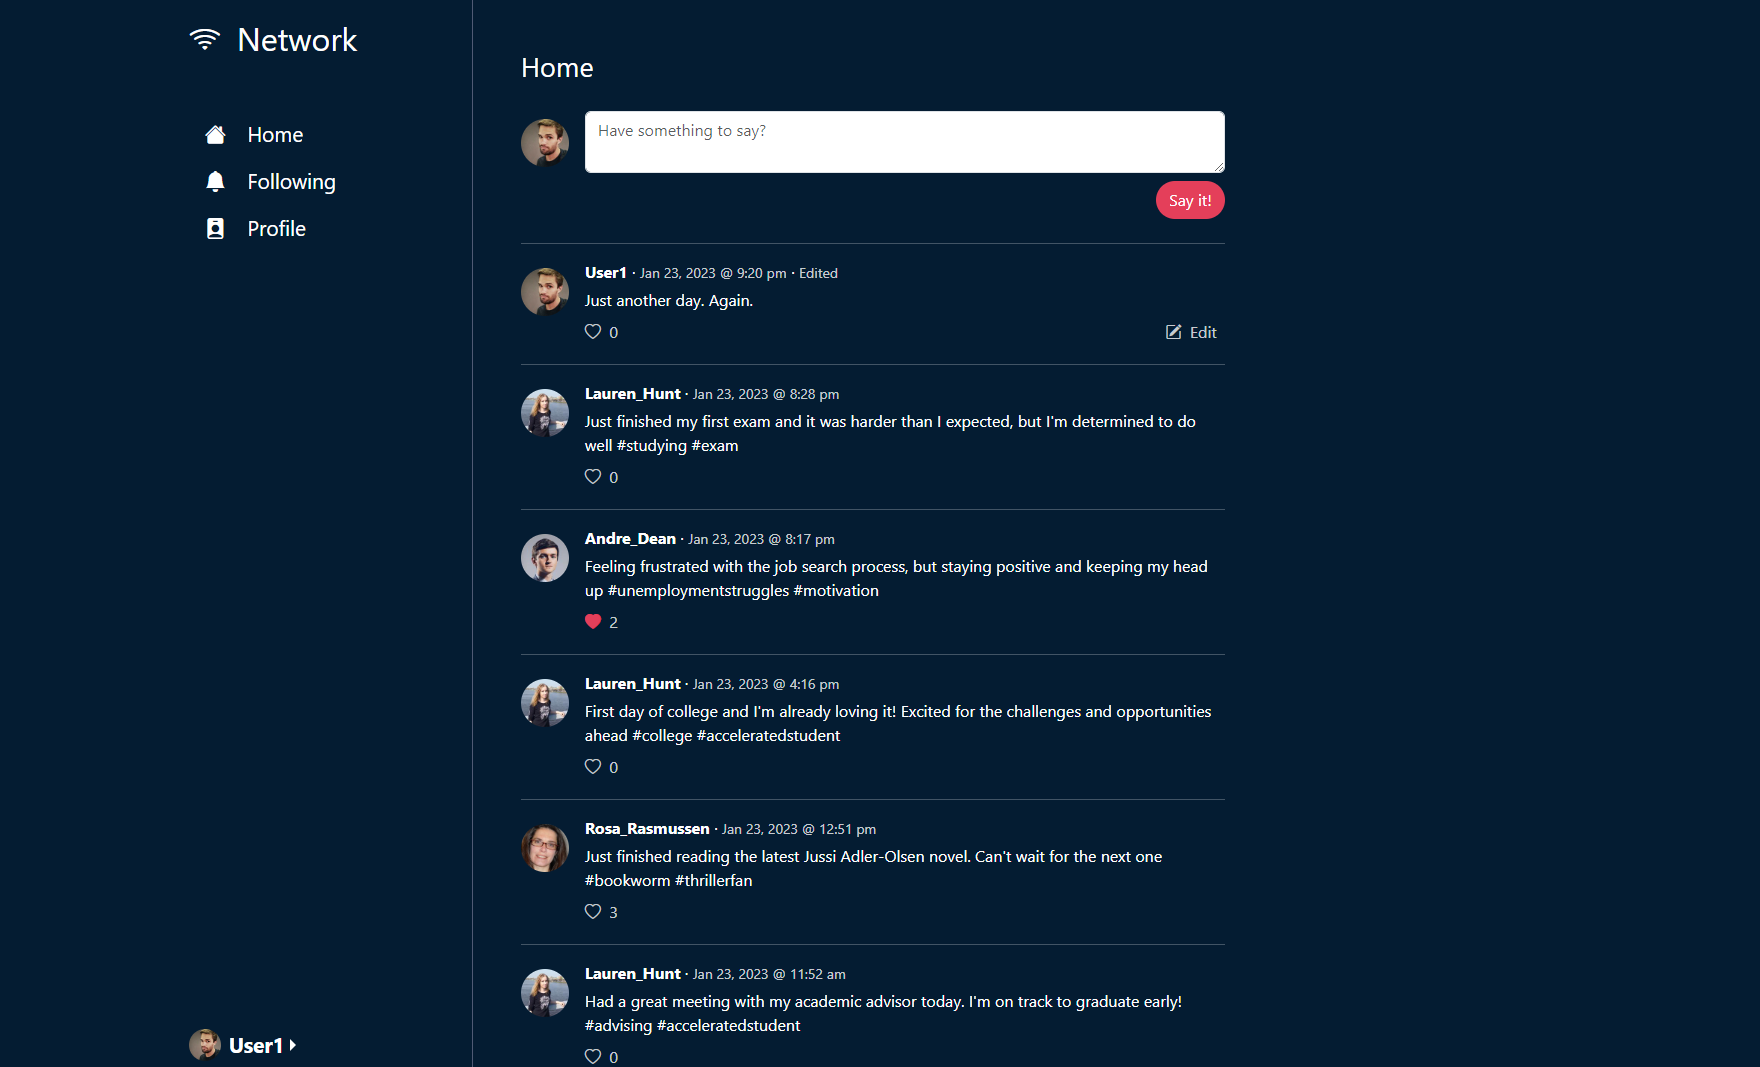 Network
Home
Following
Profile
User1
Home
Have something to say?
Say it!
User1 · Jan 23, 2023 @ 9:20 pm · Edited
Just another day. Again.
0
Edit
Lauren_Hunt · Jan 23, 2023 @ 8:28 pm
Just finished my first exam and it was harder than I expected, but I'm determined to do
well #studying #exam
0
Andre_Dean · Jan 23, 2023 @ 8:17 pm
Feeling frustrated with the job search process, but staying positive and keeping my head
up #unemploymentstruggles #motivation
2
Lauren_Hunt · Jan 23, 2023 @ 4:16 pm
First day of college and I'm already loving it! Excited for the challenges and opportunities
ahead #college #acceleratedstudent
0
Rosa_Rasmussen · Jan 23, 2023 @ 12:51 pm
Just finished reading the latest Jussi Adler-Olsen novel. Can't wait for the next one
#bookworm #thrillerfan
3
Lauren_Hunt · Jan 23, 2023 @ 11:52 am
Had a great meeting with my academic advisor today. I'm on track to graduate early!
#advising #acceleratedstudent
0